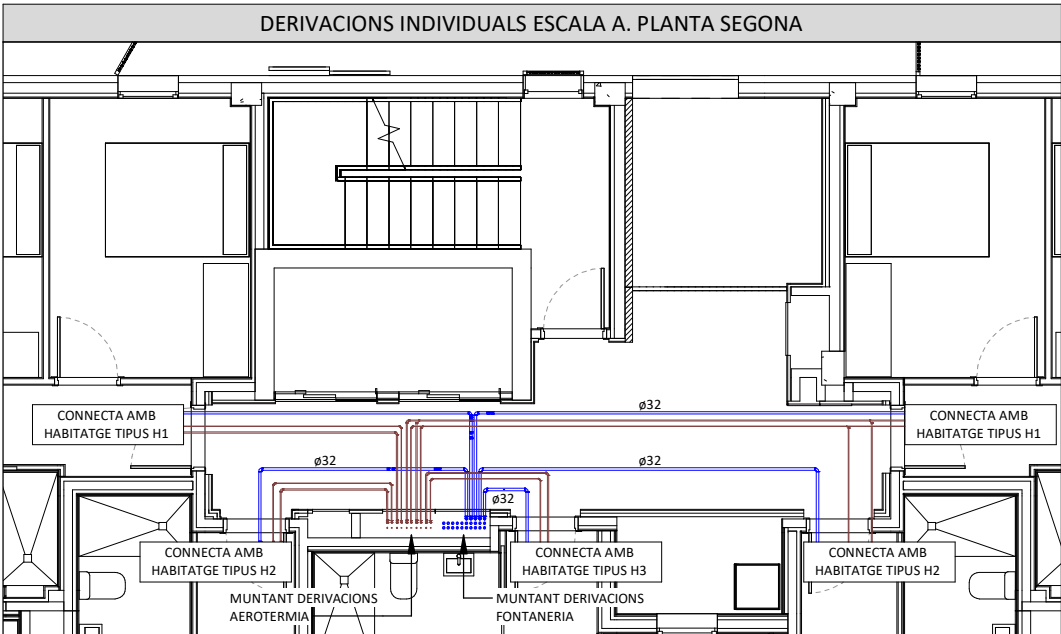 DERIVACIONS INDIVIDUALS ESCALA A. PLANTA SEGONA
ø32
CONNECTA AMB
HABITATGE TIPUS H1
CONNECTA AMB
HABITATGE TIPUS H1
ø32
ø32
ø32
CONNECTA AMB
HABITATGE TIPUS H2
CONNECTA AMB
HABITATGE TIPUS H3
CONNECTA AMB
HABITATGE TIPUS H2
MUNTANT DERIVACIONS
AEROTERMIA
MUNTANT DERIVACIONS
FONTANERIA